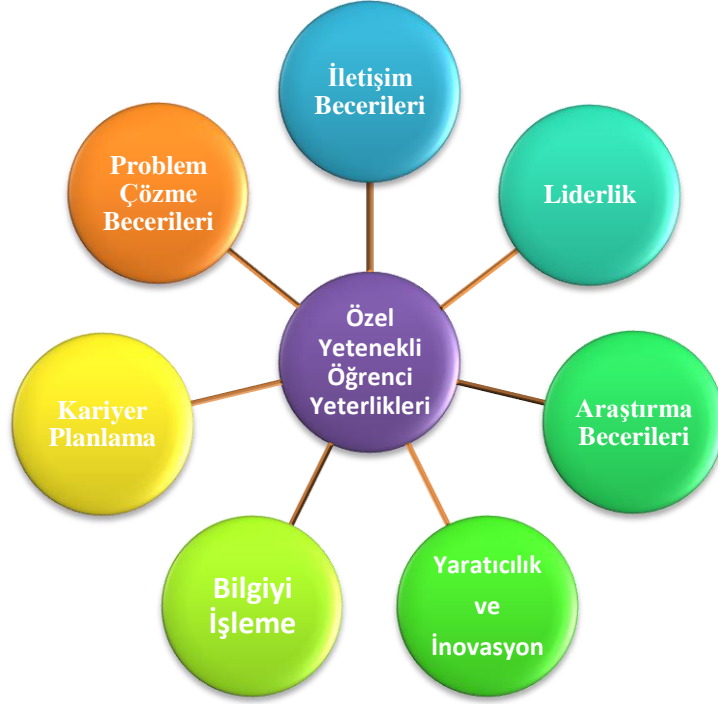 İletişim
Becerileri
Problem
Çözme
Becerileri
Liderlik
Özel
Yetenekli
Öğrenci
Yeterlikleri
Kariyer
Planlama
Araştırma
Becerileri
Bilgiyi
İşleme
Yaratıcılık
ve
İnovasyon